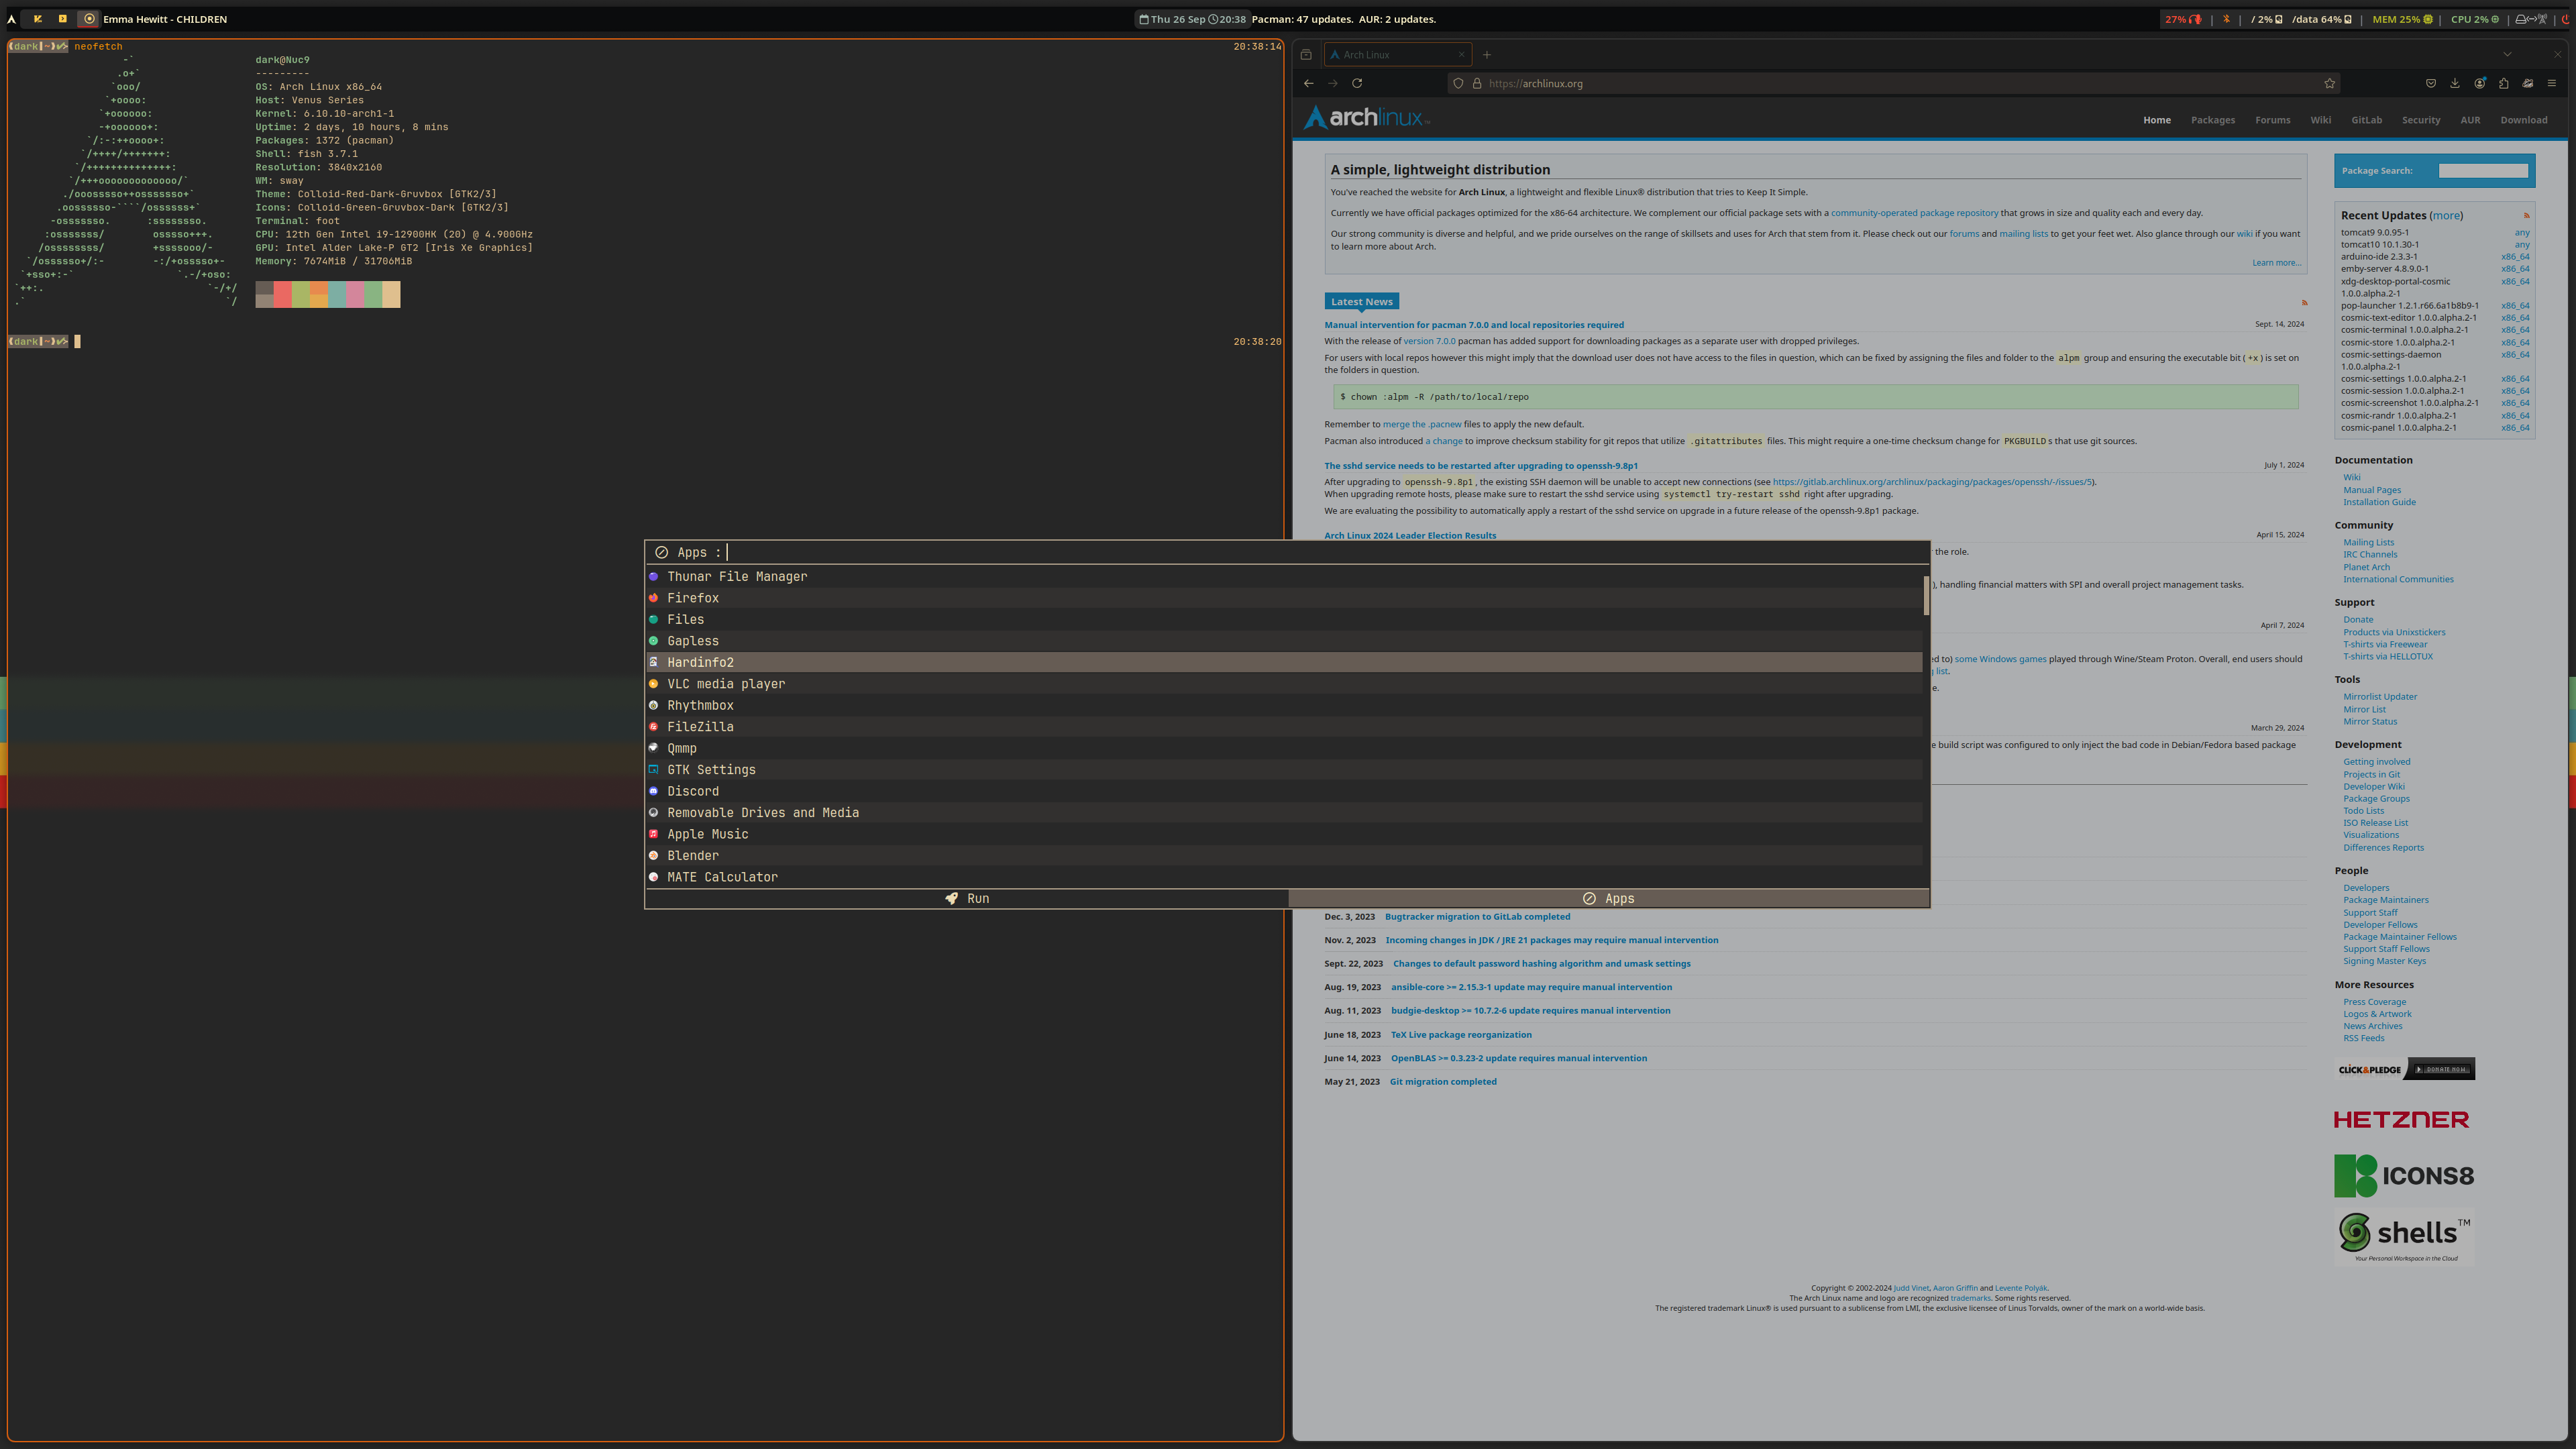 Emma Hewitt - CHILDREN
Thu 26 Sep 20:38 Pacman: 47 updates. AUR: 2 updates.
27% | | / 2% /data 64% | MEM 25% | CPU 2% | |
(dark|~) neofetch 20:38:14
dark@Nuc9
---------
OS: Arch Linux x86_64
Host: Venus Series
Kernel: 6.10.10-arch1-1
Uptime: 2 days, 10 hours, 8 mins
Packages: 1372 (pacman)
Shell: fish 3.7.1
Resolution: 3840x2160
WM: sway
Theme: Colloid-Red-Dark-Gruvbox [GTK2/3]
Icons: Colloid-Green-Gruvbox-Dark [GTK2/3]
Terminal: foot
CPU: 12th Gen Intel i9-12900HK (20) @ 4.900GHz
GPU: Intel Alder Lake-P GT2 [Iris Xe Graphics]
Memory: 7674MiB / 31706MiB
(dark|~) 20:38:20
Apps :
Thunar File Manager
Firefox
Files
Gapless
Hardinfo2
VLC media player
Rhythmbox
FileZilla
Qmmp
GTK Settings
Discord
Removable Drives and Media
Apple Music
Blender
MATE Calculator
Run
Apps
Arch Linux
https://archlinux.org
archlinux
Home Packages Forums Wiki GitLab Security AUR Download
A simple, lightweight distribution
You've reached the website for Arch Linux, a lightweight and flexible Linux® distribution that tries to Keep It Simple.
Currently we have official packages optimized for the x86-64 architecture. We complement our official package sets with a community-operated package repository that grows in size and quality each and every day.
Our strong community is diverse and helpful, and we pride ourselves on the range of skillsets and uses for Arch that stem from it. Please check out our forums and mailing lists to get your feet wet. Also glance through our wiki if you want
to learn more about Arch.
Learn more...
Latest News
Manual intervention for pacman 7.0.0 and local repositories required Sept. 14, 2024
With the release of version 7.0.0 pacman has added support for downloading packages as a separate user with dropped privileges.
For users with local repos however this might imply that the download user does not have access to the files in question, which can be fixed by assigning the files and folder to the alpm group and ensuring the executable bit (+x) is set on
the folders in question.
$ chown :alpm -R /path/to/local/repo
Remember to merge the .pacnew files to apply the new default.
Pacman also introduced a change to improve checksum stability for git repos that utilize .gitattributes files. This might require a one-time checksum change for PKGBUILDs that use git sources.
The sshd service needs to be restarted after upgrading to openssh-9.8p1 July 1, 2024
After upgrading to openssh-9.8p1, the existing SSH daemon will be unable to accept new connections (see https://gitlab.archlinux.org/archlinux/packaging/packages/openssh/-/issues/5).
When upgrading remote hosts, please make sure to restart the sshd service using systemctl try-restart sshd right after upgrading.
We are evaluating the possibility to automatically apply a restart of the sshd service on upgrade in a future release of the openssh-9.8p1 package.
Arch Linux 2024 Leader Election Results April 15, 2024
the role.
), handling financial matters with SPI and overall project management tasks.
April 7, 2024
ed to) some Windows games played through Wine/Steam Proton. Overall, end users should
list.
e.
March 29, 2024
e build script was configured to only inject the bad code in Debian/Fedora based package
Dec. 3, 2023 Bugtracker migration to GitLab completed
Nov. 2, 2023 Incoming changes in JDK / JRE 21 packages may require manual intervention
Sept. 22, 2023 Changes to default password hashing algorithm and umask settings
Aug. 19, 2023 ansible-core >= 2.15.3-1 update may require manual intervention
Aug. 11, 2023 budgie-desktop >= 10.7.2-6 update requires manual intervention
June 18, 2023 TeX Live package reorganization
June 14, 2023 OpenBLAS >= 0.3.23-2 update requires manual intervention
May 21, 2023 Git migration completed
Package Search:
Recent Updates (more)
tomcat9 9.0.95-1 any
tomcat10 10.1.30-1 any
arduino-ide 2.3.3-1 x86_64
emby-server 4.8.9.0-1 x86_64
xdg-desktop-portal-cosmic x86_64
1.0.0.alpha.2-1
pop-launcher 1.2.1.r66.6a1b8b9-1 x86_64
cosmic-text-editor 1.0.0.alpha.2-1 x86_64
cosmic-terminal 1.0.0.alpha.2-1 x86_64
cosmic-store 1.0.0.alpha.2-1 x86_64
cosmic-settings-daemon x86_64
1.0.0.alpha.2-1
cosmic-settings 1.0.0.alpha.2-1 x86_64
cosmic-session 1.0.0.alpha.2-1 x86_64
cosmic-screenshot 1.0.0.alpha.2-1 x86_64
cosmic-randr 1.0.0.alpha.2-1 x86_64
cosmic-panel 1.0.0.alpha.2-1 x86_64
Documentation
Wiki
Manual Pages
Installation Guide
Community
Mailing Lists
IRC Channels
Planet Arch
International Communities
Support
Donate
Products via Unixstickers
T-shirts via Freewear
T-shirts via HELLOTUX
Tools
Mirrorlist Updater
Mirror List
Mirror Status
Development
Getting involved
Projects in Git
Developer Wiki
Package Groups
Todo Lists
ISO Release List
Visualizations
Differences Reports
People
Developers
Package Maintainers
Support Staff
Developer Fellows
Package Maintainer Fellows
Support Staff Fellows
Signing Master Keys
More Resources
Press Coverage
Logos & Artwork
News Archives
RSS Feeds
CLICK&PLEDGE DONATE NOW
HETZNER
ICONS8
shells™
Your Personal Workspace in the Cloud
Copyright © 2002-2024 Judd Vinet, Aaron Griffin and Levente Polyák.
The Arch Linux name and logo are recognized trademarks. Some rights reserved.
The registered trademark Linux® is used pursuant to a sublicense from LMI, the exclusive licensee of Linus Torvalds, owner of the mark on a world-wide basis.